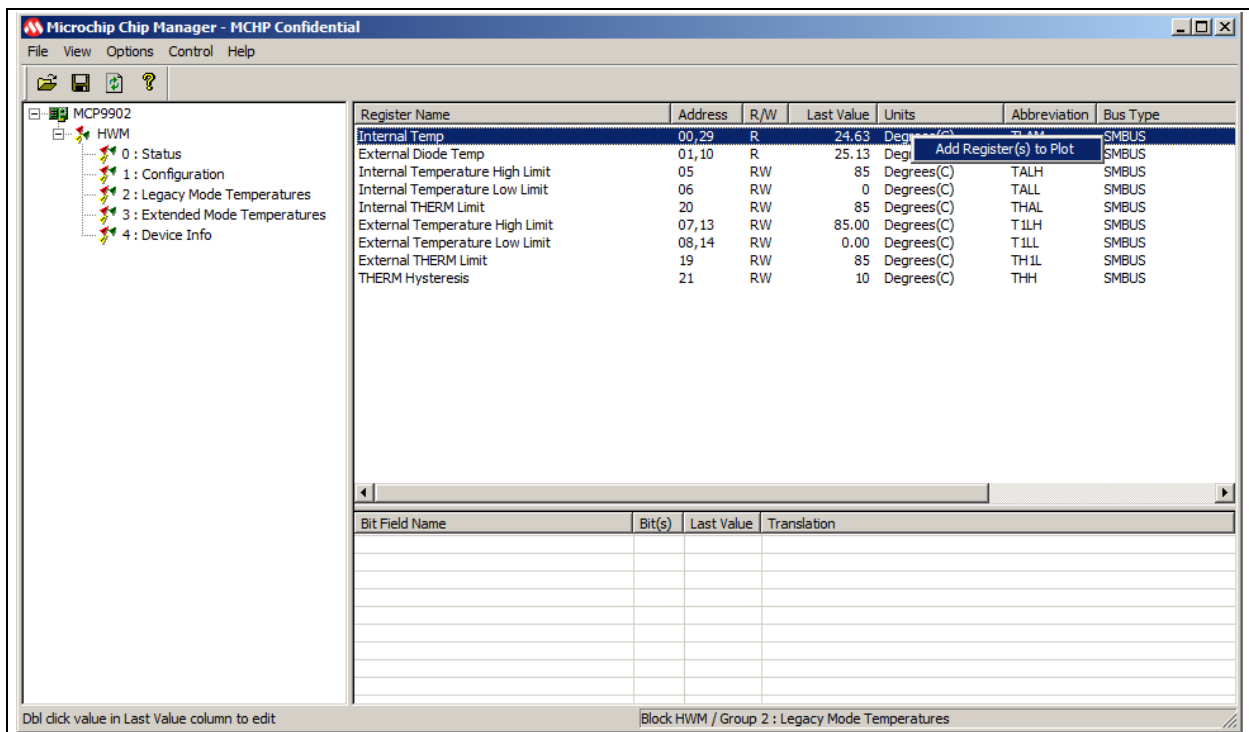 Microchip Chip Manager - MCHP Confidential
File View Options Control Help
MCP9902
HWM
0 : Status
1 : Configuration
2 : Legacy Mode Temperatures
3 : Extended Mode Temperatures
4 : Device Info
Register Name Address R/W Last Value Units Abbreviation Bus Type
Internal Temp 00,29 R 24.63 SMBUS
Add Register(s) to Plot
External Diode Temp 01,10 R 25.13 SMBUS
Internal Temperature High Limit 05 RW 85 Degrees(C) TALH SMBUS
Internal Temperature Low Limit 06 RW 0 Degrees(C) TALL SMBUS
Internal THERM Limit 20 RW 85 Degrees(C) THAL SMBUS
External Temperature High Limit 07,13 RW 85.00 Degrees(C) T1LH SMBUS
External Temperature Low Limit 08,14 RW 0.00 Degrees(C) T1LL SMBUS
External THERM Limit 19 RW 85 Degrees(C) TH1L SMBUS
THERM Hysteresis 21 RW 10 Degrees(C) THH SMBUS
Bit Field Name Bit(s) Last Value Translation
Dbl click value in Last Value column to edit Block HWM / Group 2 : Legacy Mode Temperatures